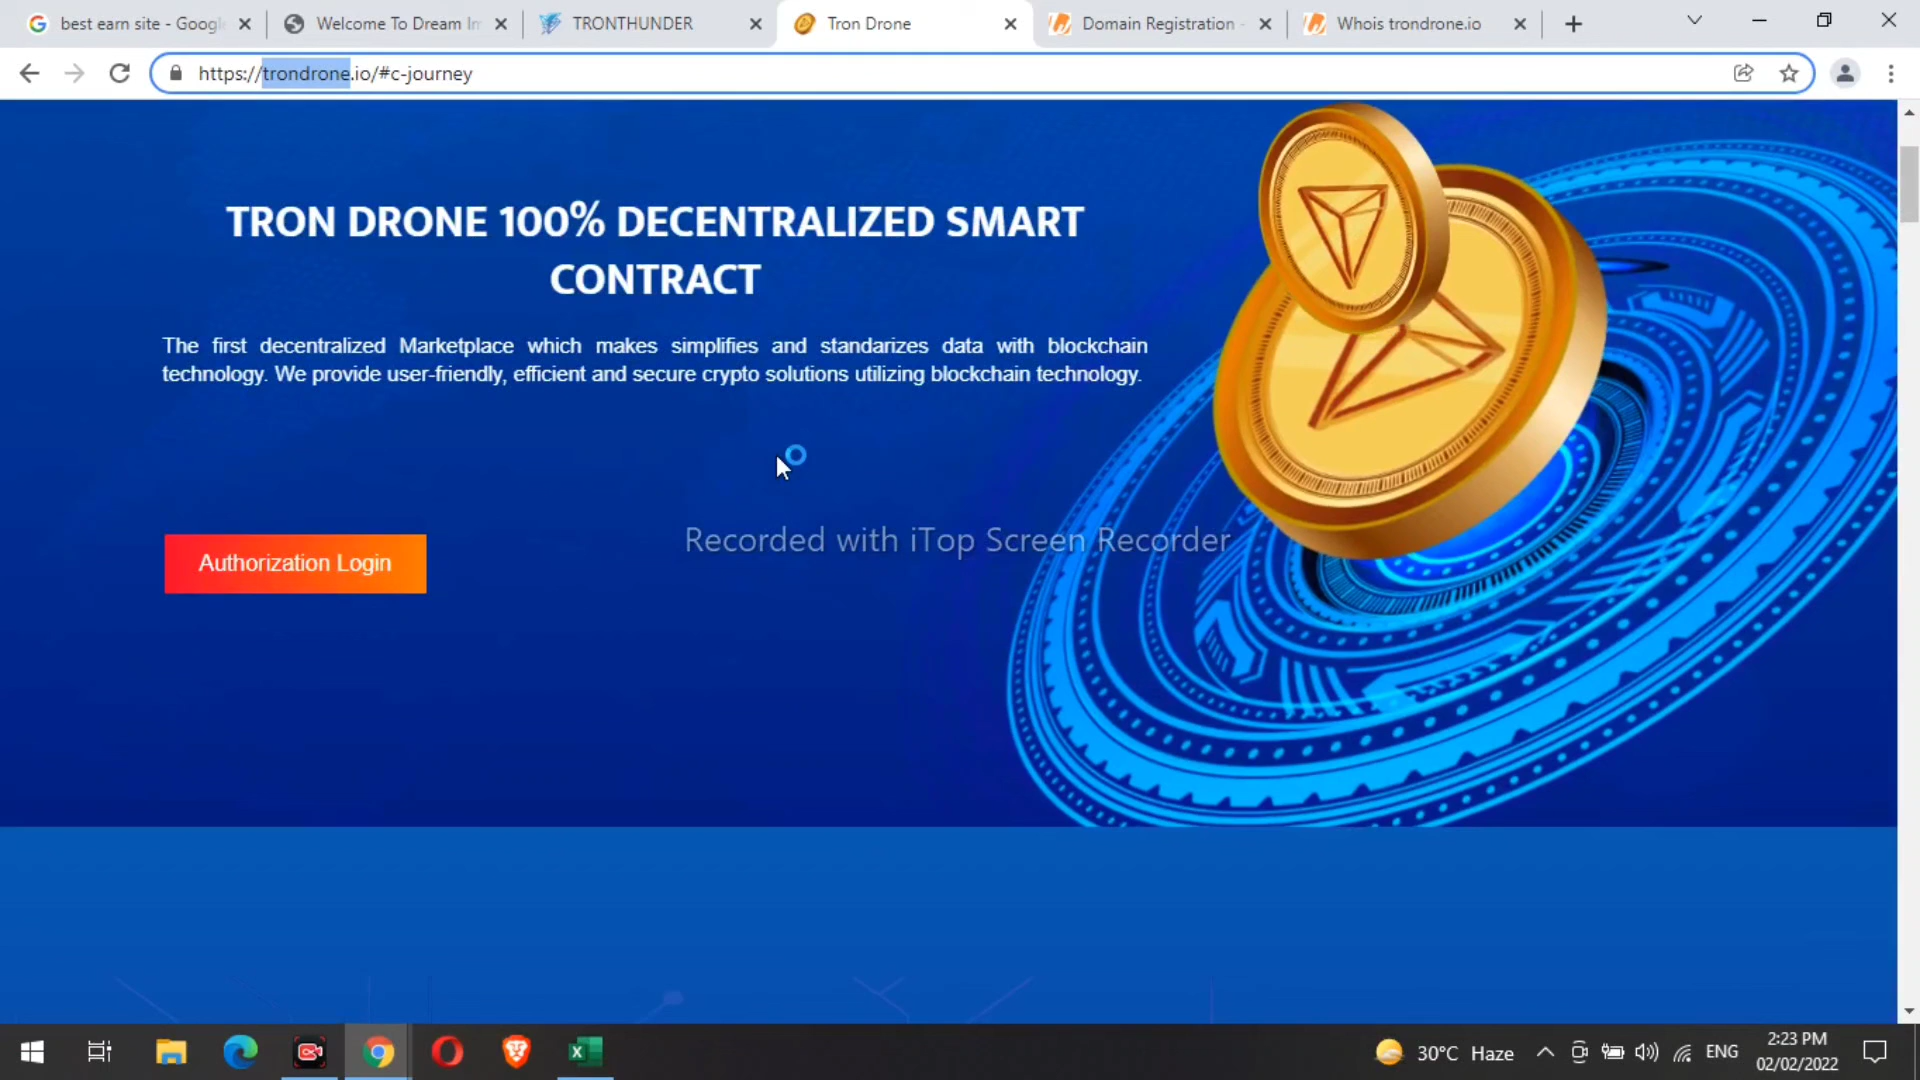 best earn site - Googl
Welcome To Dream Im
TRONTHUNDER
Tron Drone
Domain Registration -
Whois trondrone.io
https://trondrone.io/#c-journey
TRON DRONE 100% DECENTRALIZED SMART
CONTRACT
The first decentralized Marketplace which makes simplifies and standarizes data with blockchain
technology. We provide user-friendly, efficient and secure crypto solutions utilizing blockchain technology.
Recorded with iTop Screen Recorder
Authorization Login
30°C Haze
ENG
2:23 PM
02/02/2022